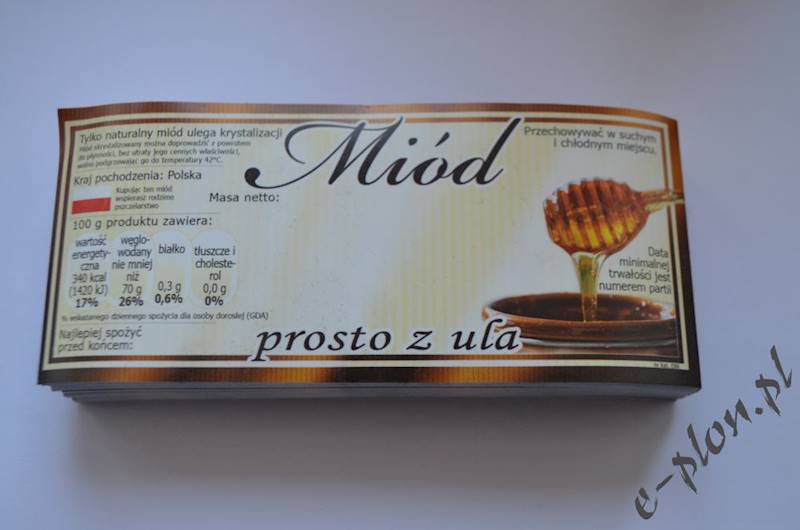 Tylko naturalny miód ulega krystalizacji
Miód skrystalizowany można doprowadzić z powrotem
do płynności, bez utraty jego cennych właściwości,
wolno podgrzewając go do temperatury 42°C.
Kraj pochodzenia: Polska
Kupując ten miód
wspierasz rodzime
pszczelarstwo
Masa netto:
100 g produktu zawiera:
wartość
energety-
czna
340 kcal
(1420 kJ)
17%
węglo-
wodany
nie mniej
niż
70 g
26%
białko
0,3 g
0,6%
tłuszcze i
choleste-
rol
0,0 g
0%
% wskazanego dziennego spożycia dla osoby dorosłej (GDA)
Najlepiej spożyć
przed końcem:
Miód
prosto z ula
Przechowywać w suchym
i chłodnym miejscu.
Data
minimalnej
trwałości jest
numerem partii
e-plon.pl